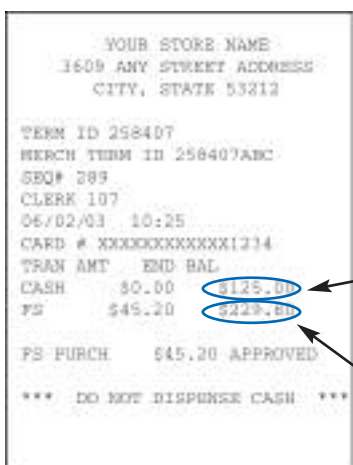 YOUR STORE NAME
3609 ANY STREET ADDRESS
CITY, STATE 53212
TERM ID 258407
MERCH TERM ID 258407ABC
SEQ# 289
CLERK 107
06/02/03 10:25
CARD # XXXXXXXXXXXX1234
TRAN AMT END BAL
CASH $0.00 $125.00
FS $45.20 $229.80
FS PURCH $45.20 APPROVED
*** DO NOT DISPENSE CASH ***